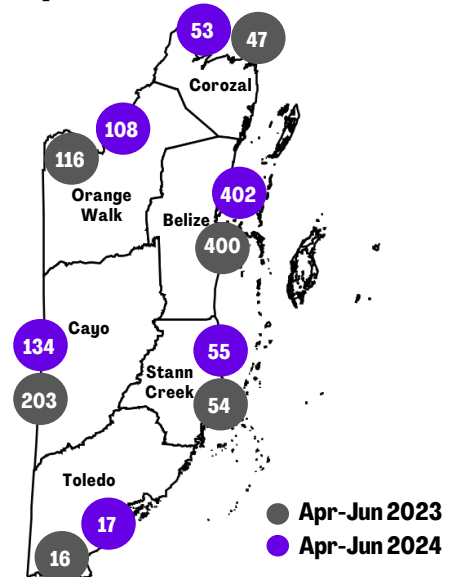 53
47
Corozal
108
116
Orange
Walk
402
Belize
400
Cayo
134
55
Stann
Creek
203
54
Toledo
17
16
Apr-Jun 2023
Apr-Jun 2024